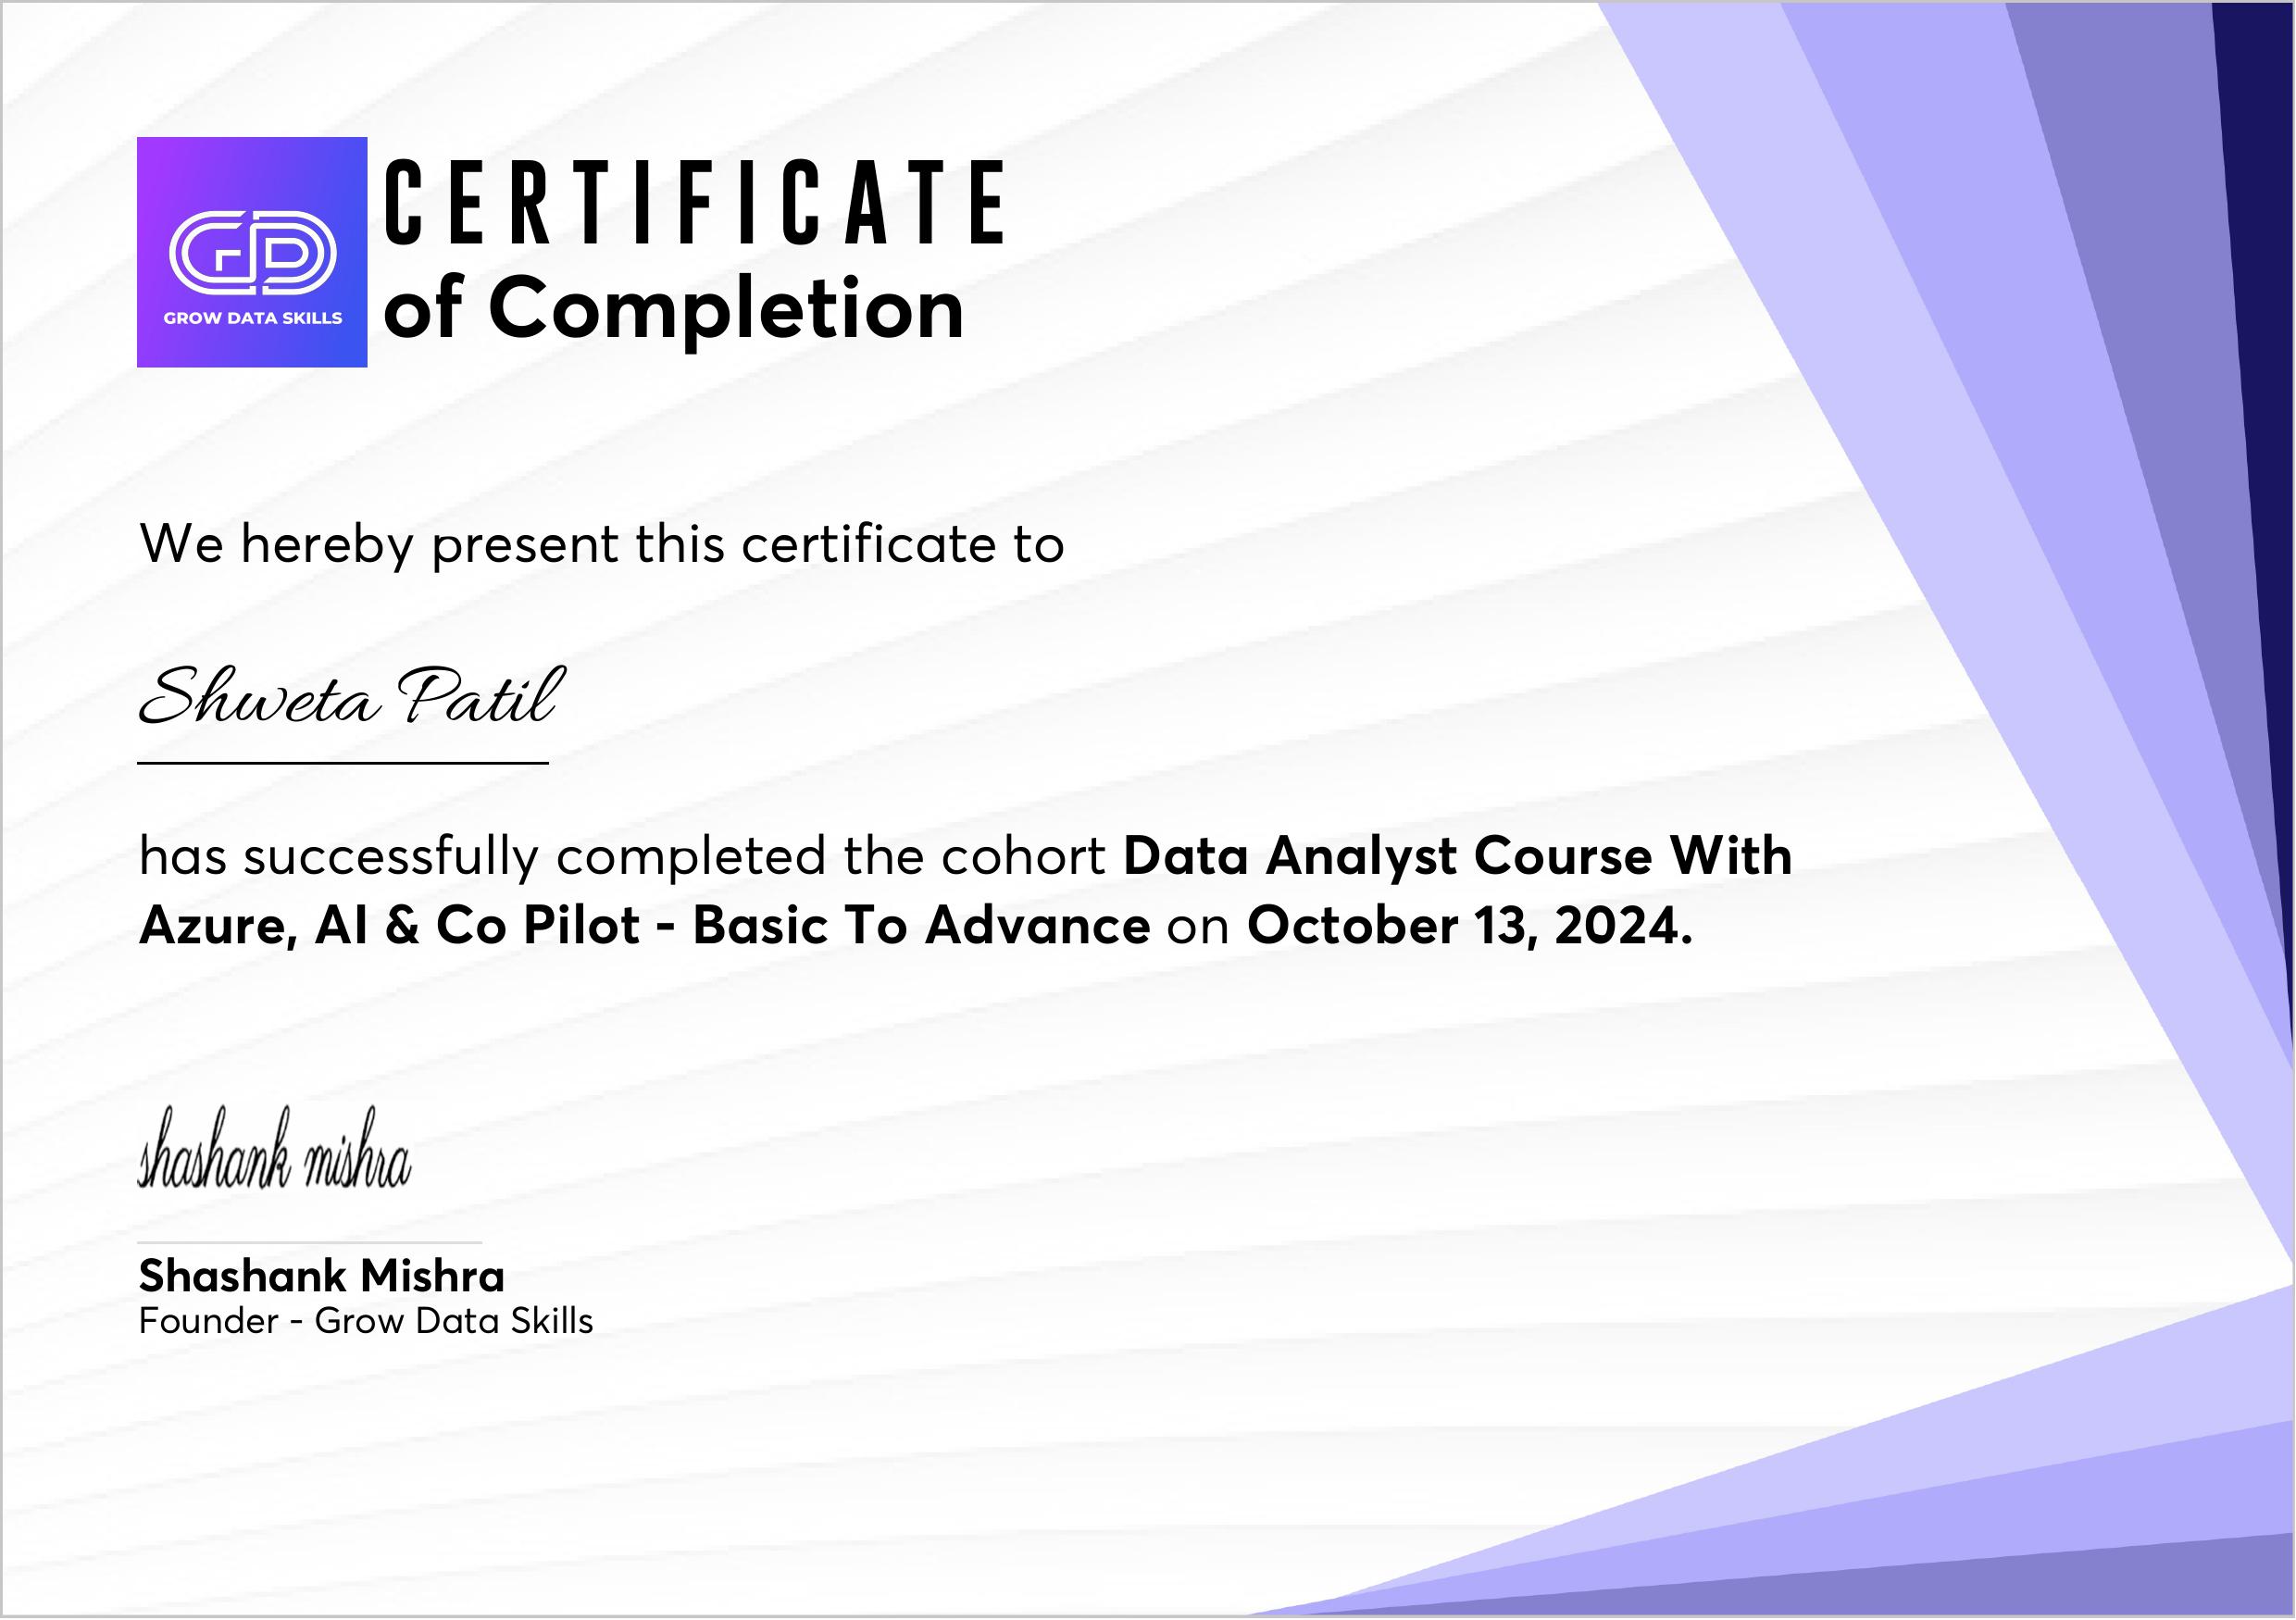 GROW DATA SKILLS
CERTIFICATE
of Completion
We hereby present this certificate to
Shweta Patil
has successfully completed the cohort Data Analyst Course With
Azure, AI & Co Pilot - Basic To Advance on October 13, 2024.
shashank mishra
Shashank Mishra
Founder - Grow Data Skills